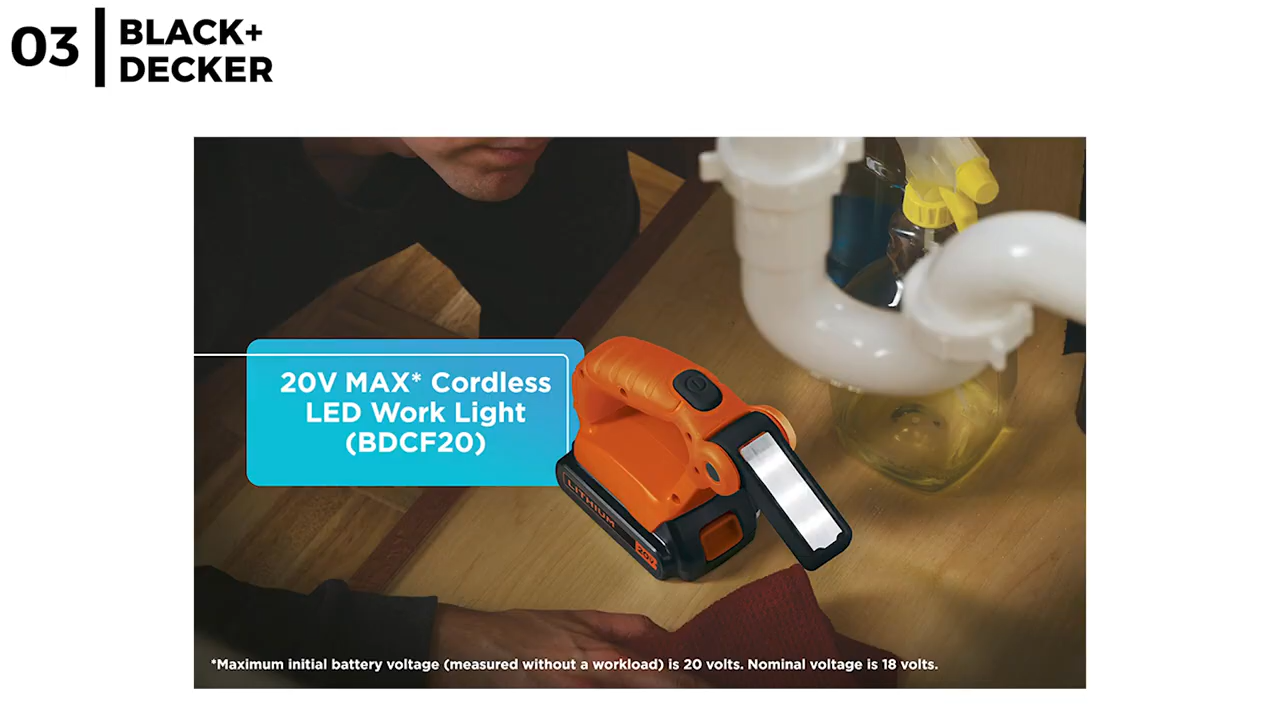 03
BLACK+
DECKER
20V MAX* Cordless
LED Work Light
(BDCF20)
LITHIUM
20V
*Maximum initial battery voltage (measured without a workload) is 20 volts. Nominal voltage is 18 volts.